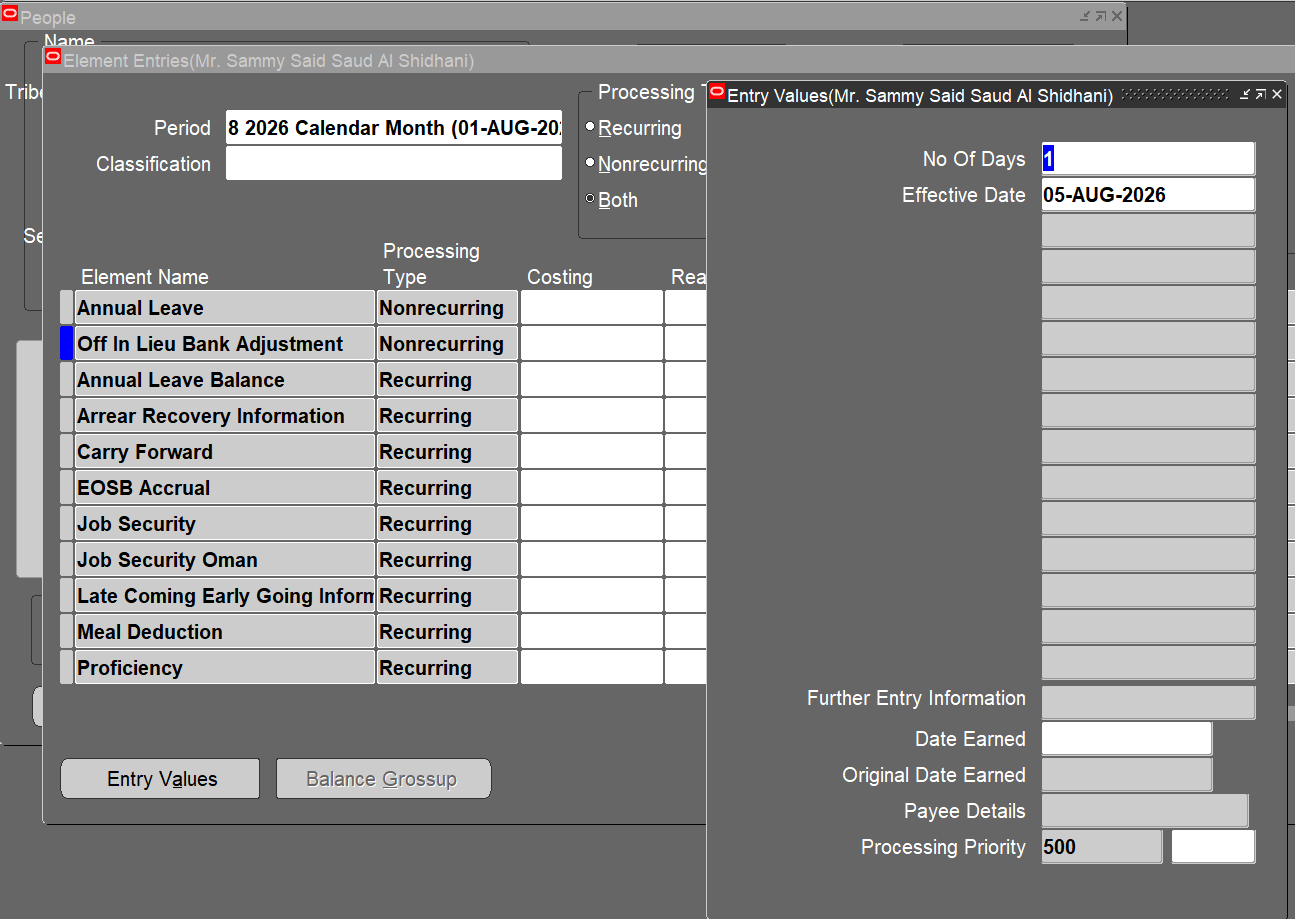 People
Name
Element Entries(Mr. Sammy Said Saud Al Shidhani)
Tribe
Processing
Period
8 2026 Calendar Month (01-AUG-20
Recurring
Classification
Nonrecurring
Both
Se
Processing
Element Name
Type
Costing
Rea
Annual Leave
Nonrecurring
Off In Lieu Bank Adjustment
Nonrecurring
Annual Leave Balance
Recurring
Arrear Recovery Information
Recurring
Carry Forward
Recurring
EOSB Accrual
Recurring
Job Security
Recurring
Job Security Oman
Recurring
Late Coming Early Going Inform
Recurring
Meal Deduction
Recurring
Proficiency
Recurring
Entry Values
Balance Grossup
Entry Values(Mr. Sammy Said Saud Al Shidhani)
No Of Days
1
Effective Date
05-AUG-2026
Further Entry Information
Date Earned
Original Date Earned
Payee Details
Processing Priority
500